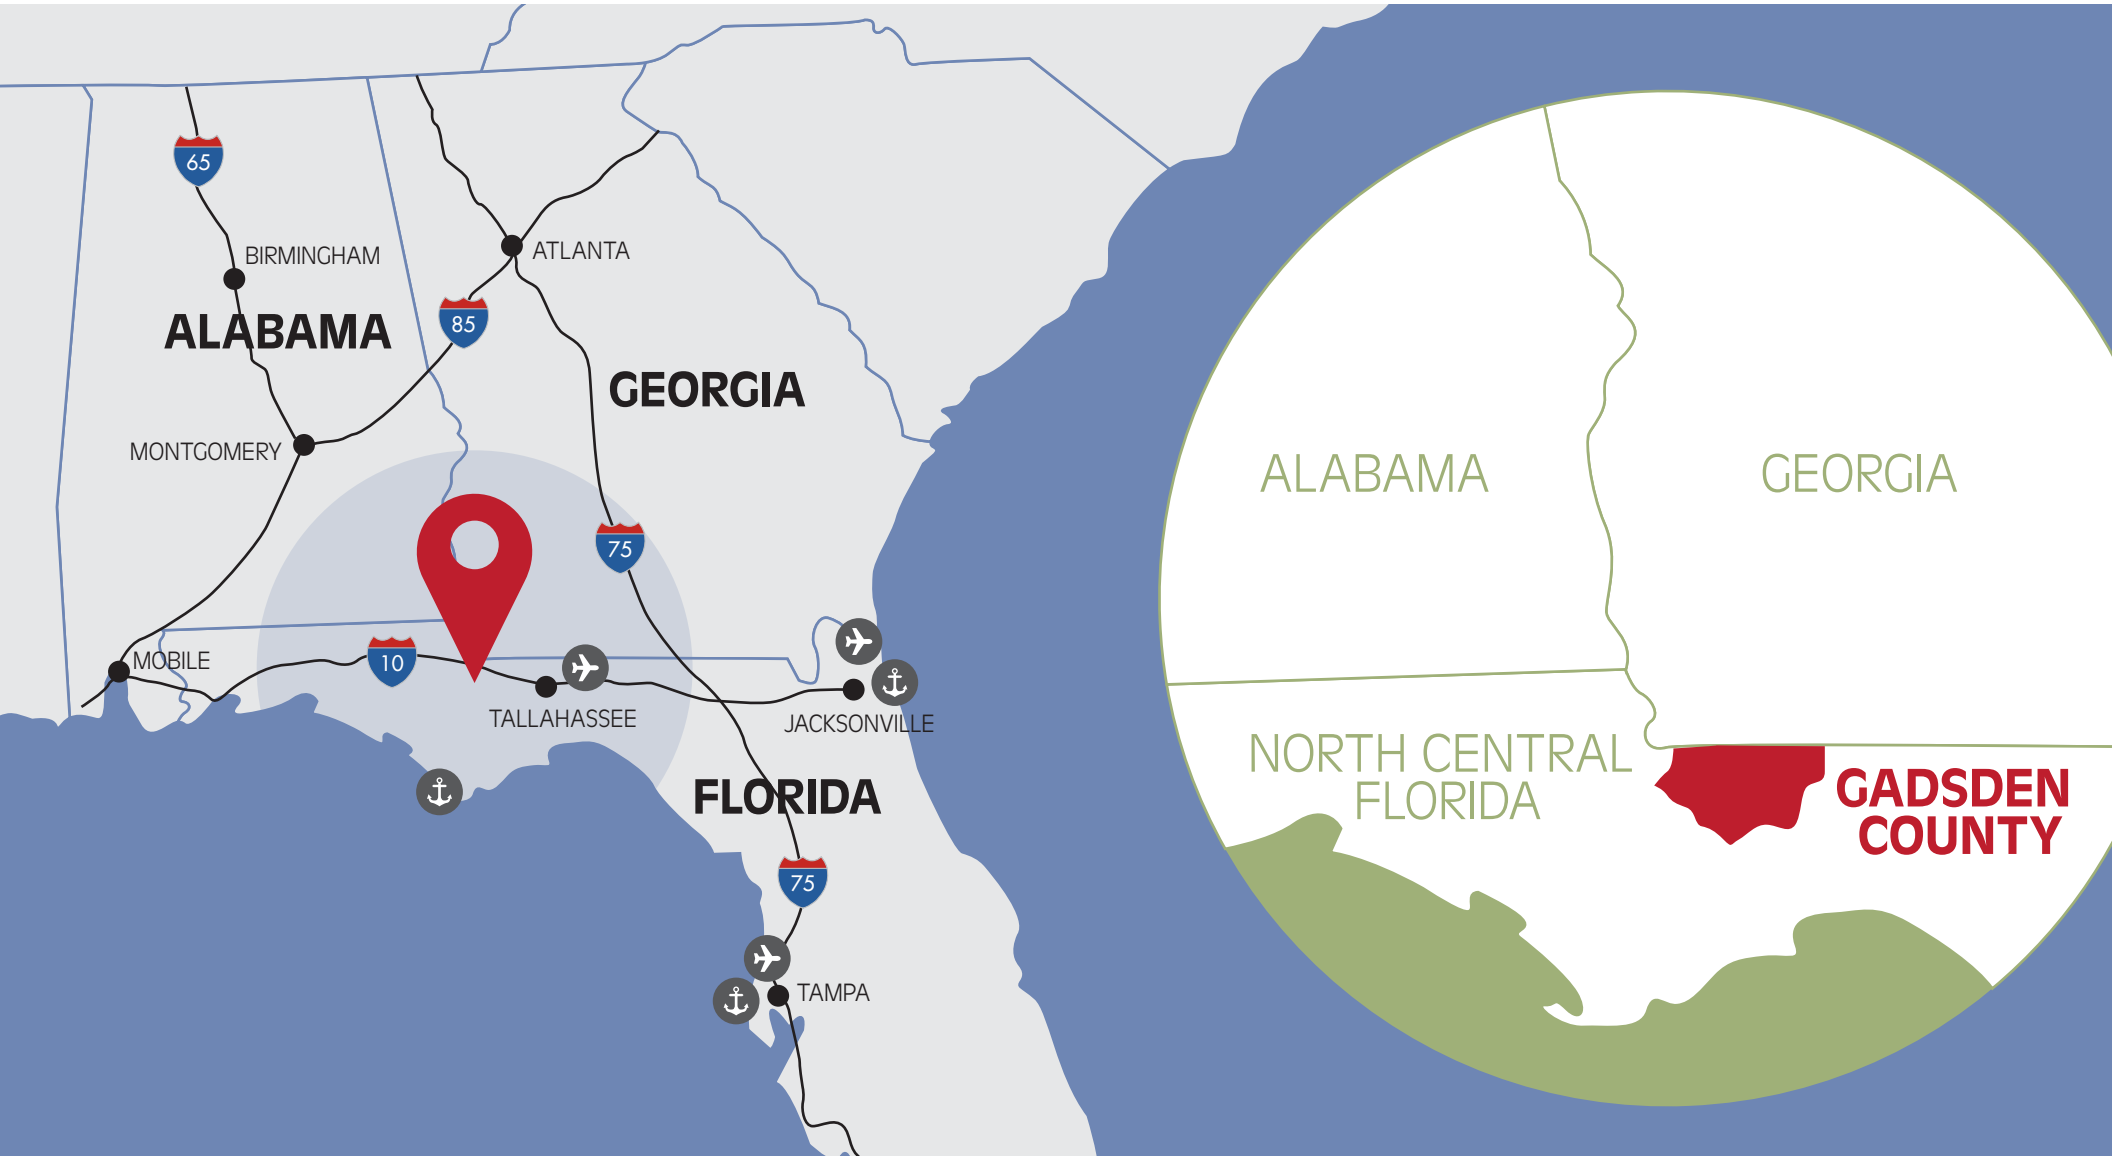 65
BIRMINGHAM
ATLANTA
ALABAMA
85
GEORGIA
MONTGOMERY
75
MOBILE
10
TALLAHASSEE
JACKSONVILLE
FLORIDA
75
TAMPA
ALABAMA
GEORGIA
NORTH CENTRAL
FLORIDA
GADSDEN
COUNTY